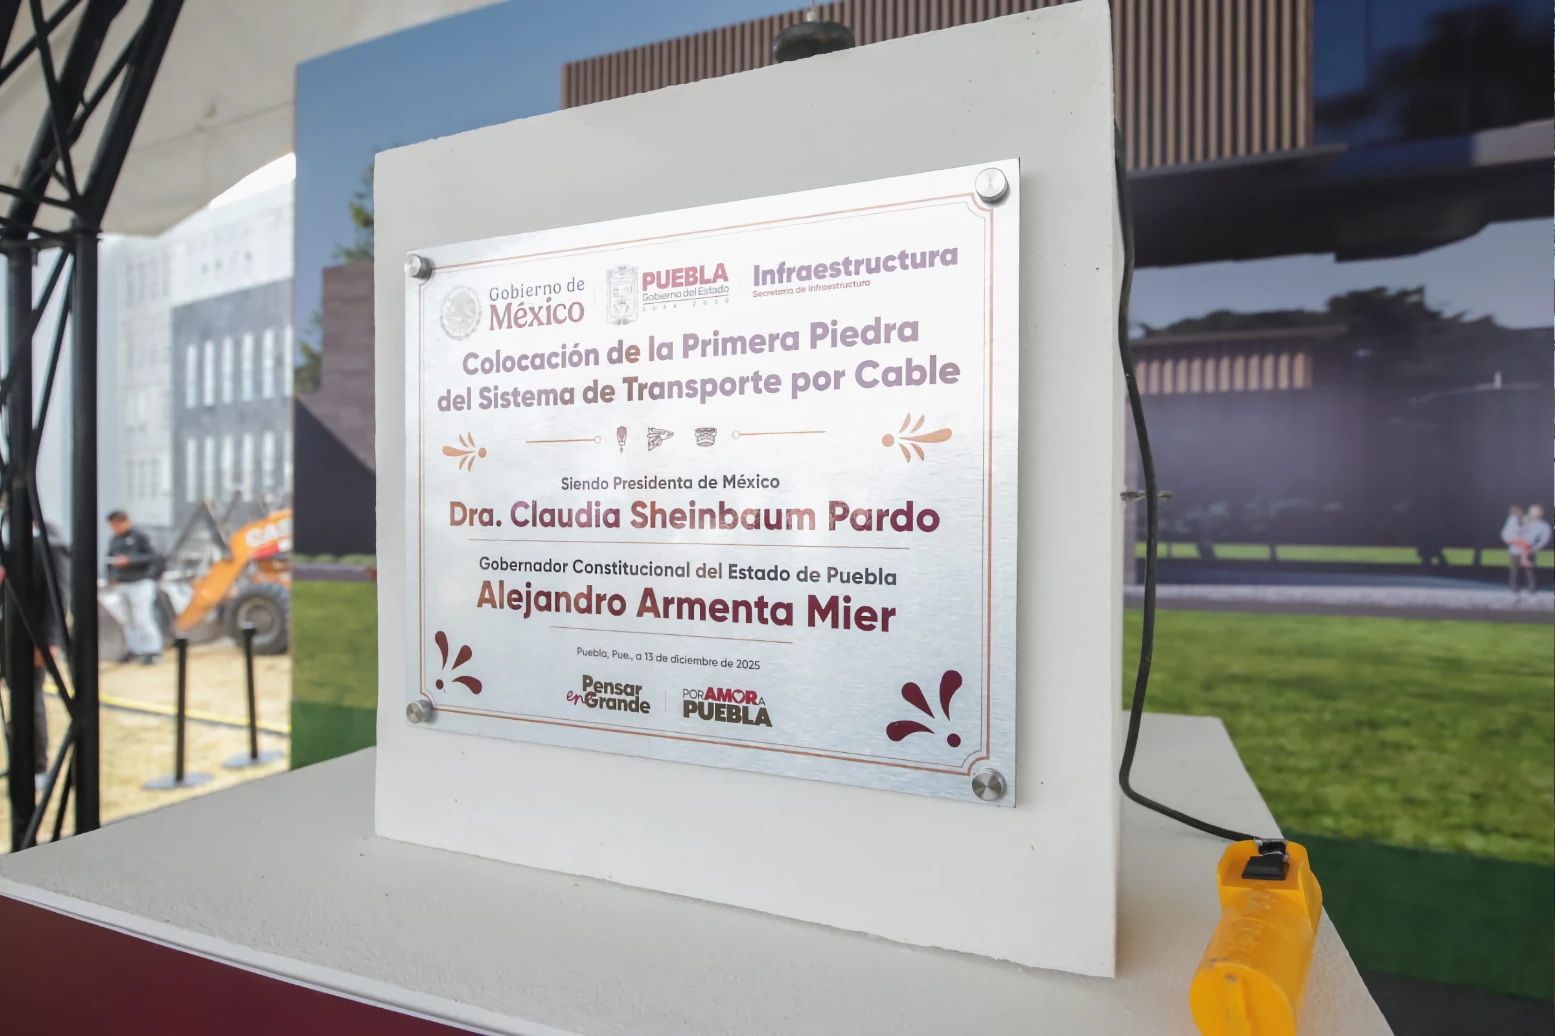 Gobierno de
México
PUEBLA
Gobierno del Estado
2024 - 2030
Infraestructura
Secretaría de Infraestructura
Colocación de la Primera Piedra
del Sistema de Transporte por Cable
Siendo Presidenta de México
Dra. Claudia Sheinbaum Pardo
Gobernador Constitucional del Estado de Puebla
Alejandro Armenta Mier
Puebla, Pue., a 13 de diciembre de 2025
Pensar
en Grande
POR AMOR A
PUEBLA